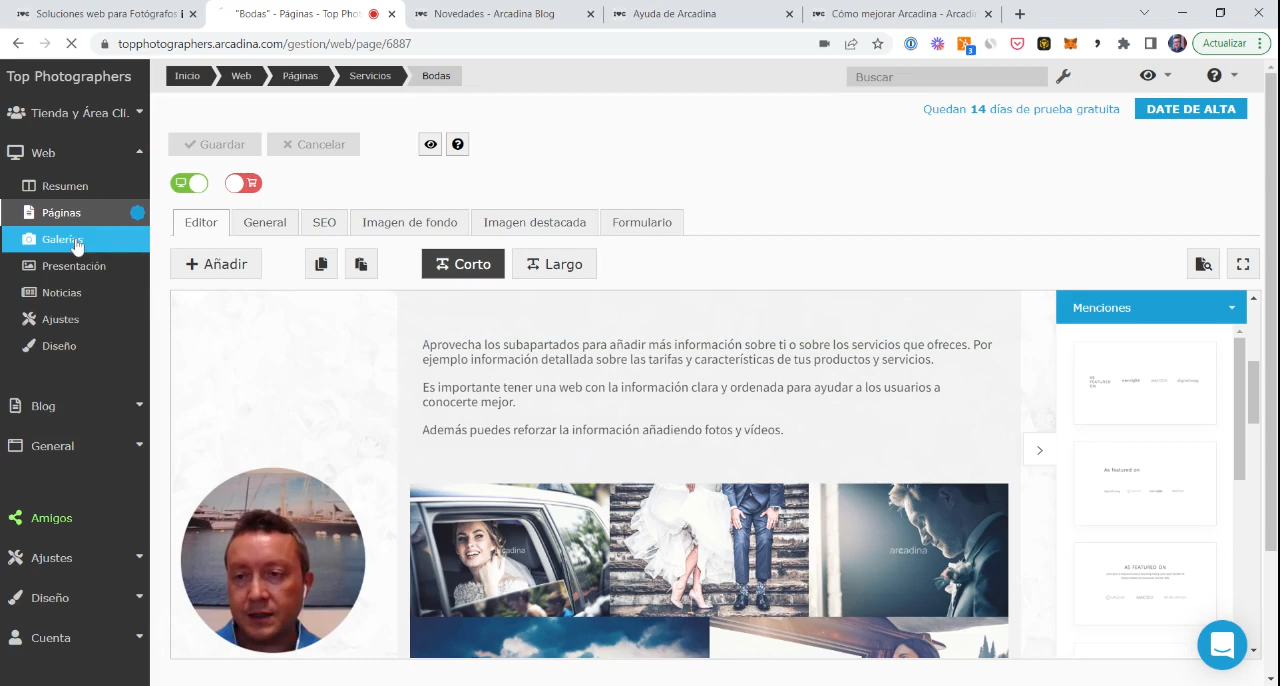 Soluciones web para Fotógrafos i
"Bodas" - Páginas - Top Phot
Novedades - Arcadina Blog
Ayuda de Arcadina
Cómo mejorar Arcadina - Arcadi
topphotographers.arcadina.com/gestion/web/page/6887
3
Actualizar
Top Photographers
Inicio
Web
Páginas
Servicios
Bodas
Buscar
Quedan 14 días de prueba gratuita
DATE DE ALTA
Tienda y Área Cli.
Web
Resumen
Páginas
Galerías
Presentación
Noticias
Ajustes
Diseño
Blog
General
Amigos
Ajustes
Diseño
Cuenta
Guardar
Cancelar
Editor
General
SEO
Imagen de fondo
Imagen destacada
Formulario
Añadir
Corto
Largo
Aprovecha los subapartados para añadir más información sobre ti o sobre los servicios que ofreces. Por
ejemplo información detallada sobre las tarifas y características de tus productos y servicios.
Es importante tener una web con la información clara y ordenada para ayudar a los usuarios a
conocerte mejor.
Además puedes reforzar la información añadiendo fotos y vídeos.
arcadina
arcadina
Menciones
AS
FEATURED
ON
As featured on
AS FEATURED ON